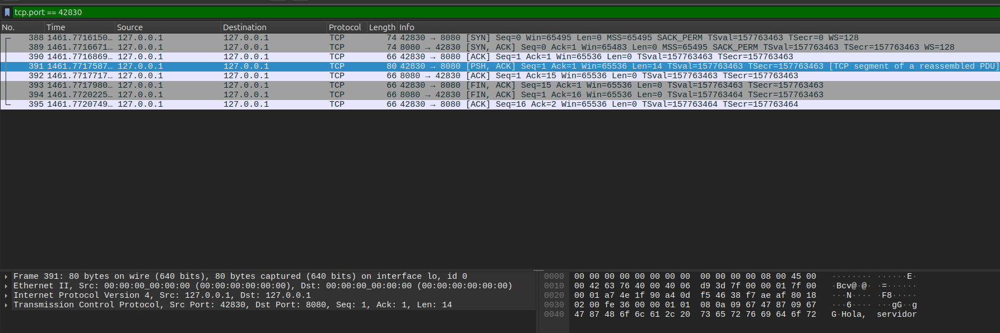 tcp.port == 42830
No. Time Source Destination Protocol Length Info
388 1461.7716150… 127.0.0.1 127.0.0.1 TCP 74 42830 → 8080 [SYN] Seq=0 Win=65495 Len=0 MSS=65495 SACK_PERM TSval=157763463 TSecr=0 WS=128
389 1461.7716671… 127.0.0.1 127.0.0.1 TCP 74 8080 → 42830 [SYN, ACK] Seq=0 Ack=1 Win=65483 Len=0 MSS=65495 SACK_PERM TSval=157763463 TSecr=157763463 WS=128
390 1461.7716869… 127.0.0.1 127.0.0.1 TCP 66 42830 → 8080 [ACK] Seq=1 Ack=1 Win=65536 Len=0 TSval=157763463 TSecr=157763463
391 1461.7717587… 127.0.0.1 127.0.0.1 TCP 80 42830 → 8080 [PSH, ACK] Seq=1 Ack=1 Win=65536 Len=14 TSval=157763463 TSecr=157763463 [TCP segment of a reassembled PDU]
392 1461.7717717… 127.0.0.1 127.0.0.1 TCP 66 8080 → 42830 [ACK] Seq=1 Ack=15 Win=65536 Len=0 TSval=157763463 TSecr=157763463
393 1461.7717980… 127.0.0.1 127.0.0.1 TCP 66 42830 → 8080 [FIN, ACK] Seq=15 Ack=1 Win=65536 Len=0 TSval=157763463 TSecr=157763463
394 1461.7720225… 127.0.0.1 127.0.0.1 TCP 66 8080 → 42830 [FIN, ACK] Seq=1 Ack=16 Win=65536 Len=0 TSval=157763464 TSecr=157763463
395 1461.7720749… 127.0.0.1 127.0.0.1 TCP 66 42830 → 8080 [ACK] Seq=16 Ack=2 Win=65536 Len=0 TSval=157763464 TSecr=157763464
Frame 391: 80 bytes on wire (640 bits), 80 bytes captured (640 bits) on interface lo, id 0
Ethernet II, Src: 00:00:00_00:00:00 (00:00:00:00:00:00), Dst: 00:00:00_00:00:00 (00:00:00:00:00:00)
Internet Protocol Version 4, Src: 127.0.0.1, Dst: 127.0.0.1
Transmission Control Protocol, Src Port: 42830, Dst Port: 8080, Seq: 1, Ack: 1, Len: 14
0000 00 00 00 00 00 00 00 00 00 00 00 00 08 00 45 00 ········ ······E·
0010 00 42 63 76 40 00 40 06 d9 3d 7f 00 00 01 7f 00 ·Bcv@·@· ·=······
0020 00 01 a7 4e 1f 90 a4 0d f5 46 38 f7 ae af 80 18 ···N···· ·F8·····
0030 02 00 fe 36 00 00 01 01 08 0a 09 67 47 87 09 67 ···6···· ···gG··g
0040 47 87 48 6f 6c 61 2c 20 73 65 72 76 69 64 6f 72 G·Hola, servidor